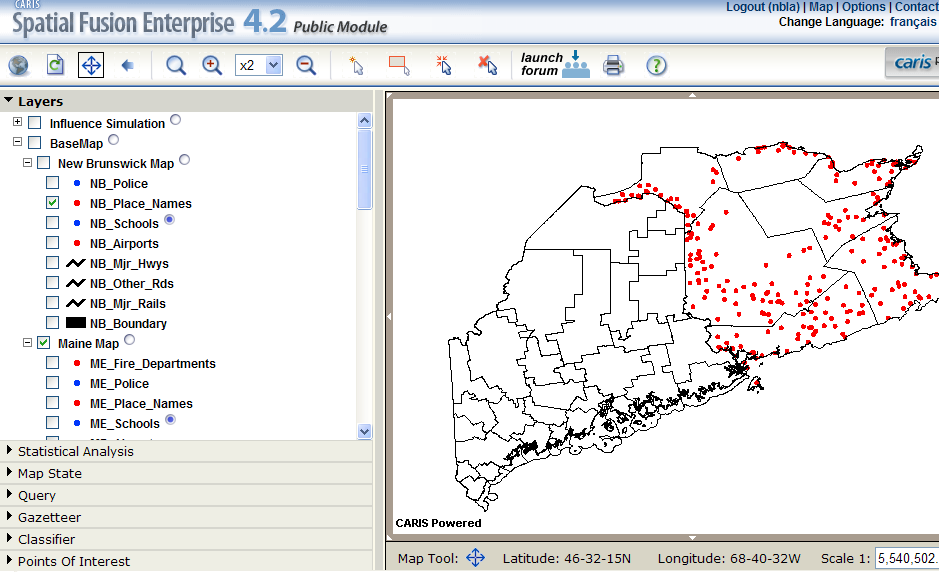 CARIS
Spatial Fusion Enterprise 4.2 Public Module
Logout (nbla) | Map | Options | Contact
Change Language: français
x2
launch
forum
?
caris
Layers
Influence Simulation
BaseMap
New Brunswick Map
NB_Police
NB_Place_Names
NB_Schools
NB_Airports
NB_Mjr_Hwys
NB_Other_Rds
NB_Mjr_Rails
NB_Boundary
Maine Map
ME_Fire_Departments
ME_Police
ME_Place_Names
ME_Schools
Statistical Analysis
Map State
Query
Gazetteer
Classifier
Points Of Interest
CARIS Powered
Map Tool: Latitude: 46-32-15N Longitude: 68-40-32W Scale 1: 5,540,502.